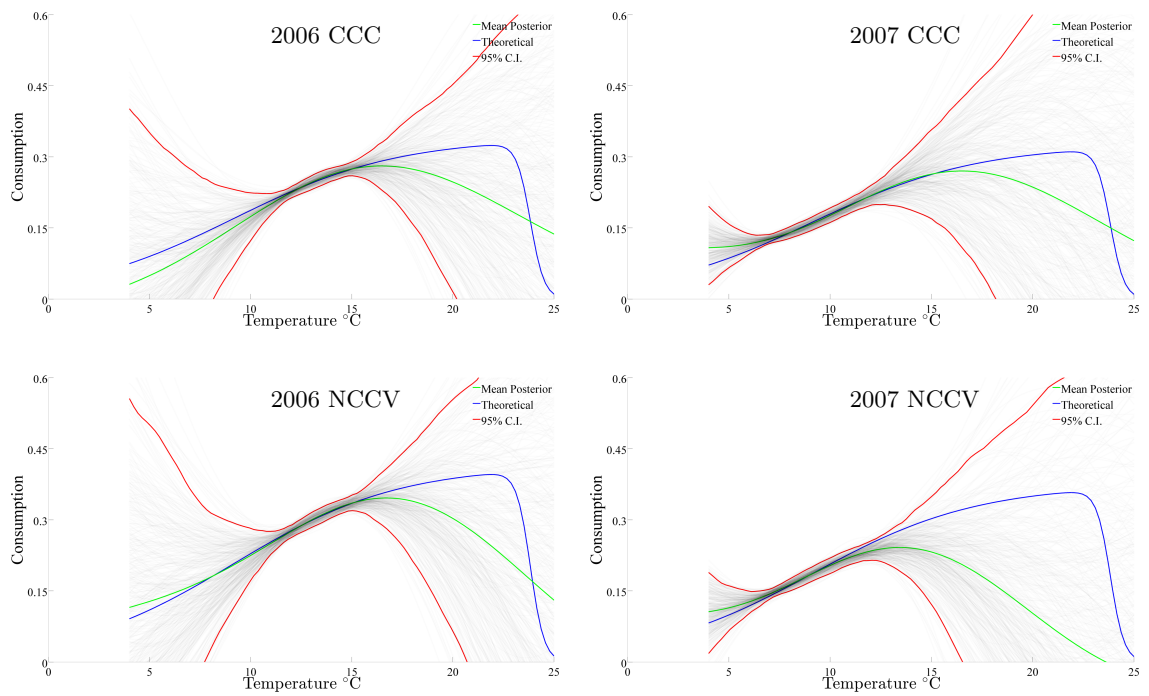 2006 CCC
Mean Posterior
Theoretical
95% C.I.
Consumption
0.6
0.45
0.3
0.15
0
5
10
15
20
25
Temperature °C
2007 CCC
Mean Posterior
Theoretical
95% C.I.
Consumption
0.6
0.45
0.3
0.15
0
0
5
10
15
20
25
Temperature °C
2006 NCCV
Mean Posterior
Theoretical
95% C.I.
Consumption
0.6
0.45
0.3
0.15
0
0
5
10
15
20
25
Temperature °C
2007 NCCV
Mean Posterior
Theoretical
95% C.I.
Consumption
0.6
0.45
0.3
0.15
0
0
5
10
15
20
25
Temperature °C